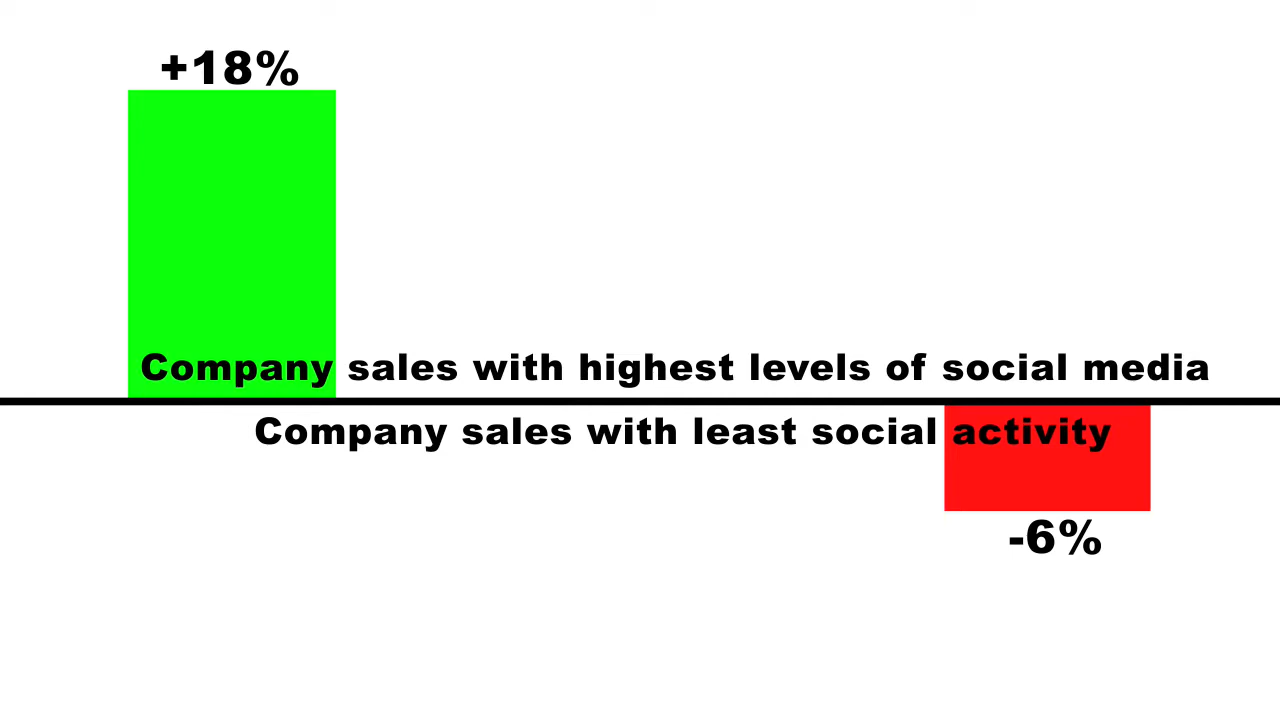 +18%
Company sales with highest levels of social media
Company sales with least social activity
-6%